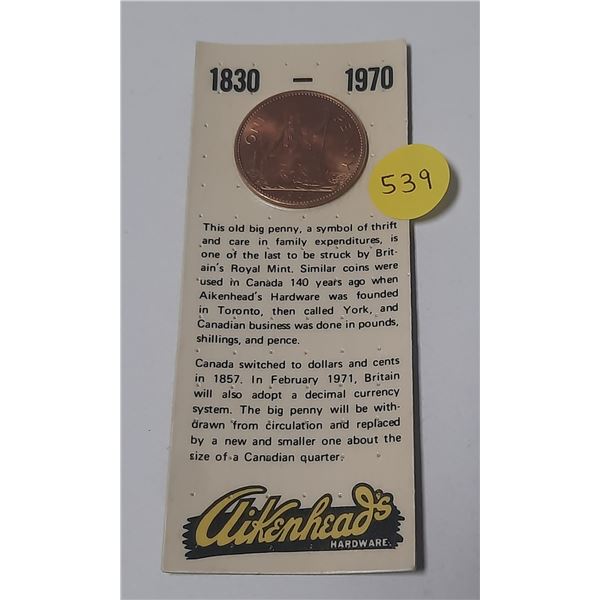 1830 — 1970
ONE PENNY
539
This old big penny, a symbol of thrift
and care in family expenditures, is
one of the last to be struck by Brit-
ain's Royal Mint. Similar coins were
used in Canada 140 years ago when
Aikenhead's Hardware was founded
in Toronto, then called York, and
Canadian business was done in pounds,
shillings, and pence.
Canada switched to dollars and cents
in 1857. In February 1971, Britain
will also adopt a decimal currency
system. The big penny will be with-
drawn from circulation and replaced
by a new and smaller one about the
size of a Canadian quarter.
Aikenhead's
HARDWARE.